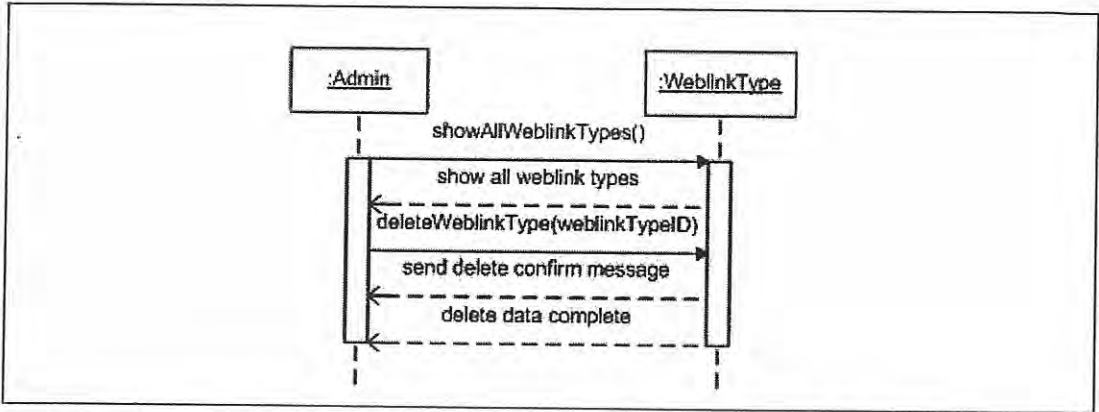 :Admin
:WeblinkType
showAllWeblinkTypes()
show all weblink types
deleteWeblinkType(weblinkTypeID)
send delete confirm message
delete data complete